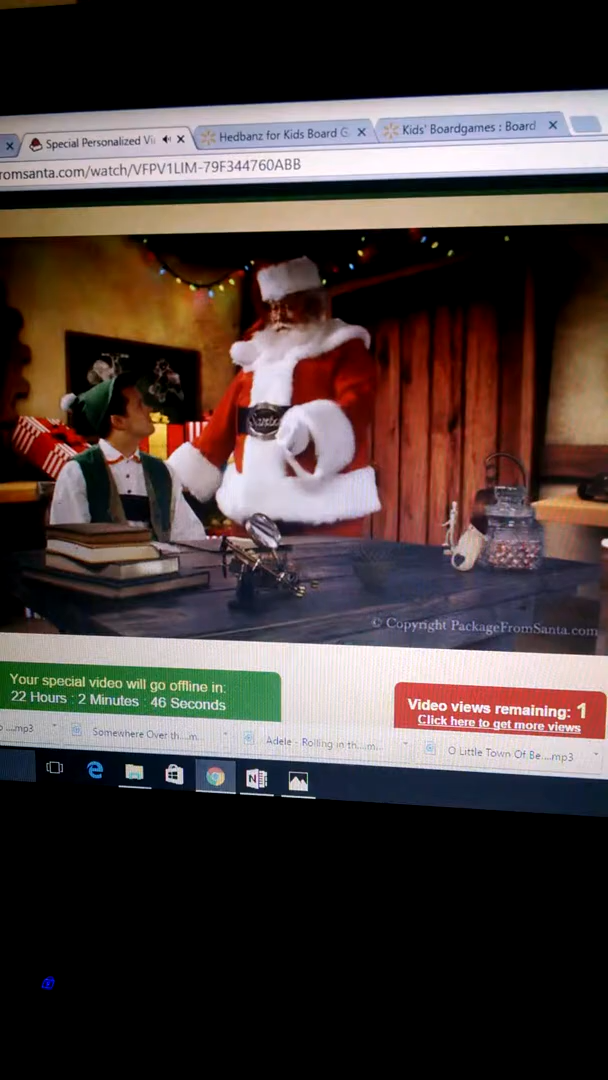 Special Personalized Vi
Hedbanz for Kids Board G
Kids' Boardgames : Board
romsanta.com/watch/VFPV1LIM-79F344760ABB
© Copyright PackageFromSanta.com
Your special video will go offline in:
22 Hours : 2 Minutes : 46 Seconds
Video views remaining: 1
Click here to get more views
....mp3
Somewhere Over th....m...
Adele - Rolling in th....m...
O Little Town Of Be....mp3